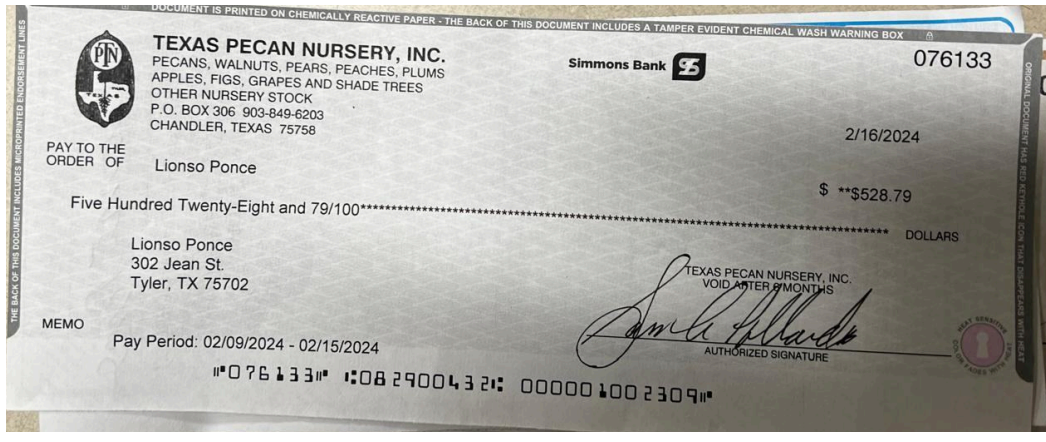 DOCUMENT IS PRINTED ON CHEMICALLY REACTIVE PAPER - THE BACK OF THIS DOCUMENT INCLUDES A TAMPER EVIDENT CHEMICAL WASH WARNING BOX
THE BACK OF THIS DOCUMENT INCLUDES MICROPRINTED ENDORSEMENT LINES
ORIGINAL DOCUMENT HAS RED KEYHOLE ICON THAT DISAPPEARS WITH HEAT
TEXAS PECAN NURSERY, INC.
PECANS, WALNUTS, PEARS, PEACHES, PLUMS
APPLES, FIGS, GRAPES AND SHADE TREES
OTHER NURSERY STOCK
P.O. BOX 306 903-849-6203
CHANDLER, TEXAS 75758
Simmons Bank
076133
2/16/2024
PAY TO THE
ORDER OF Lionso Ponce
$ **$528.79
Five Hundred Twenty-Eight and 79/100**************** DOLLARS
Lionso Ponce
302 Jean St.
Tyler, TX 75702
TEXAS PECAN NURSERY, INC.
VOID AFTER 6 MONTHS
AUTHORIZED SIGNATURE
MEMO
Pay Period: 02/09/2024 - 02/15/2024
⑈076133⑈ ⑆082900432⑆ 000001002309⑈